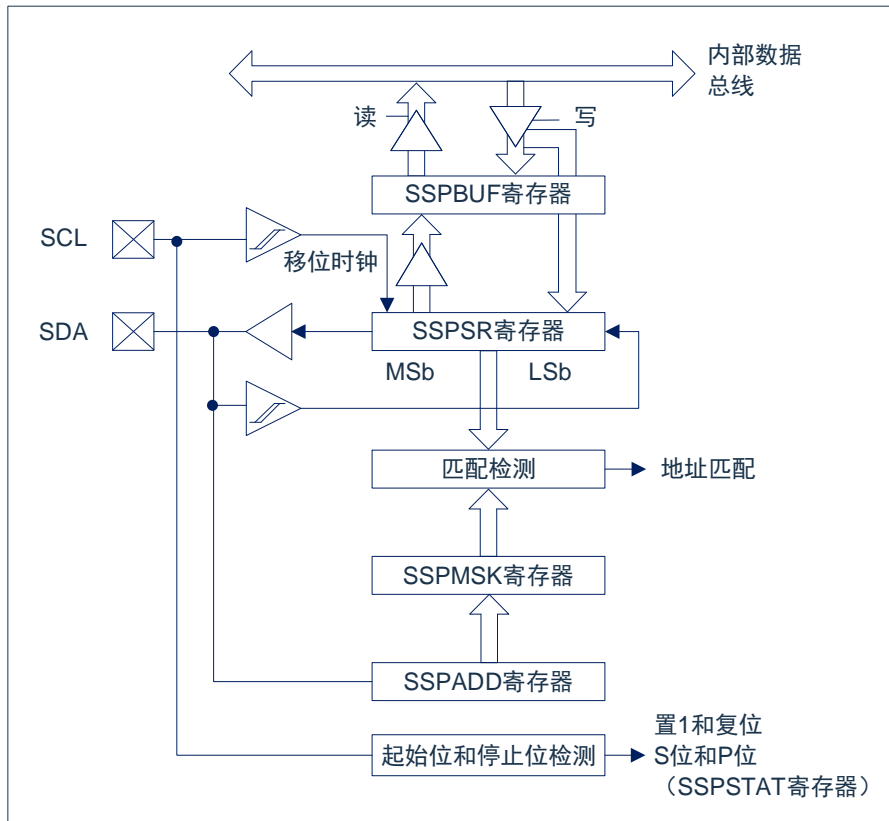 内部数据
总线
读
写
SSPBUF寄存器
SCL
移位时钟
SDA
SSPSR寄存器
MSb
LSb
匹配检测
地址匹配
SSPMSK寄存器
SSPADD寄存器
起始位和停止位检测
置1和复位
S位和P位
（SSPSTAT寄存器）